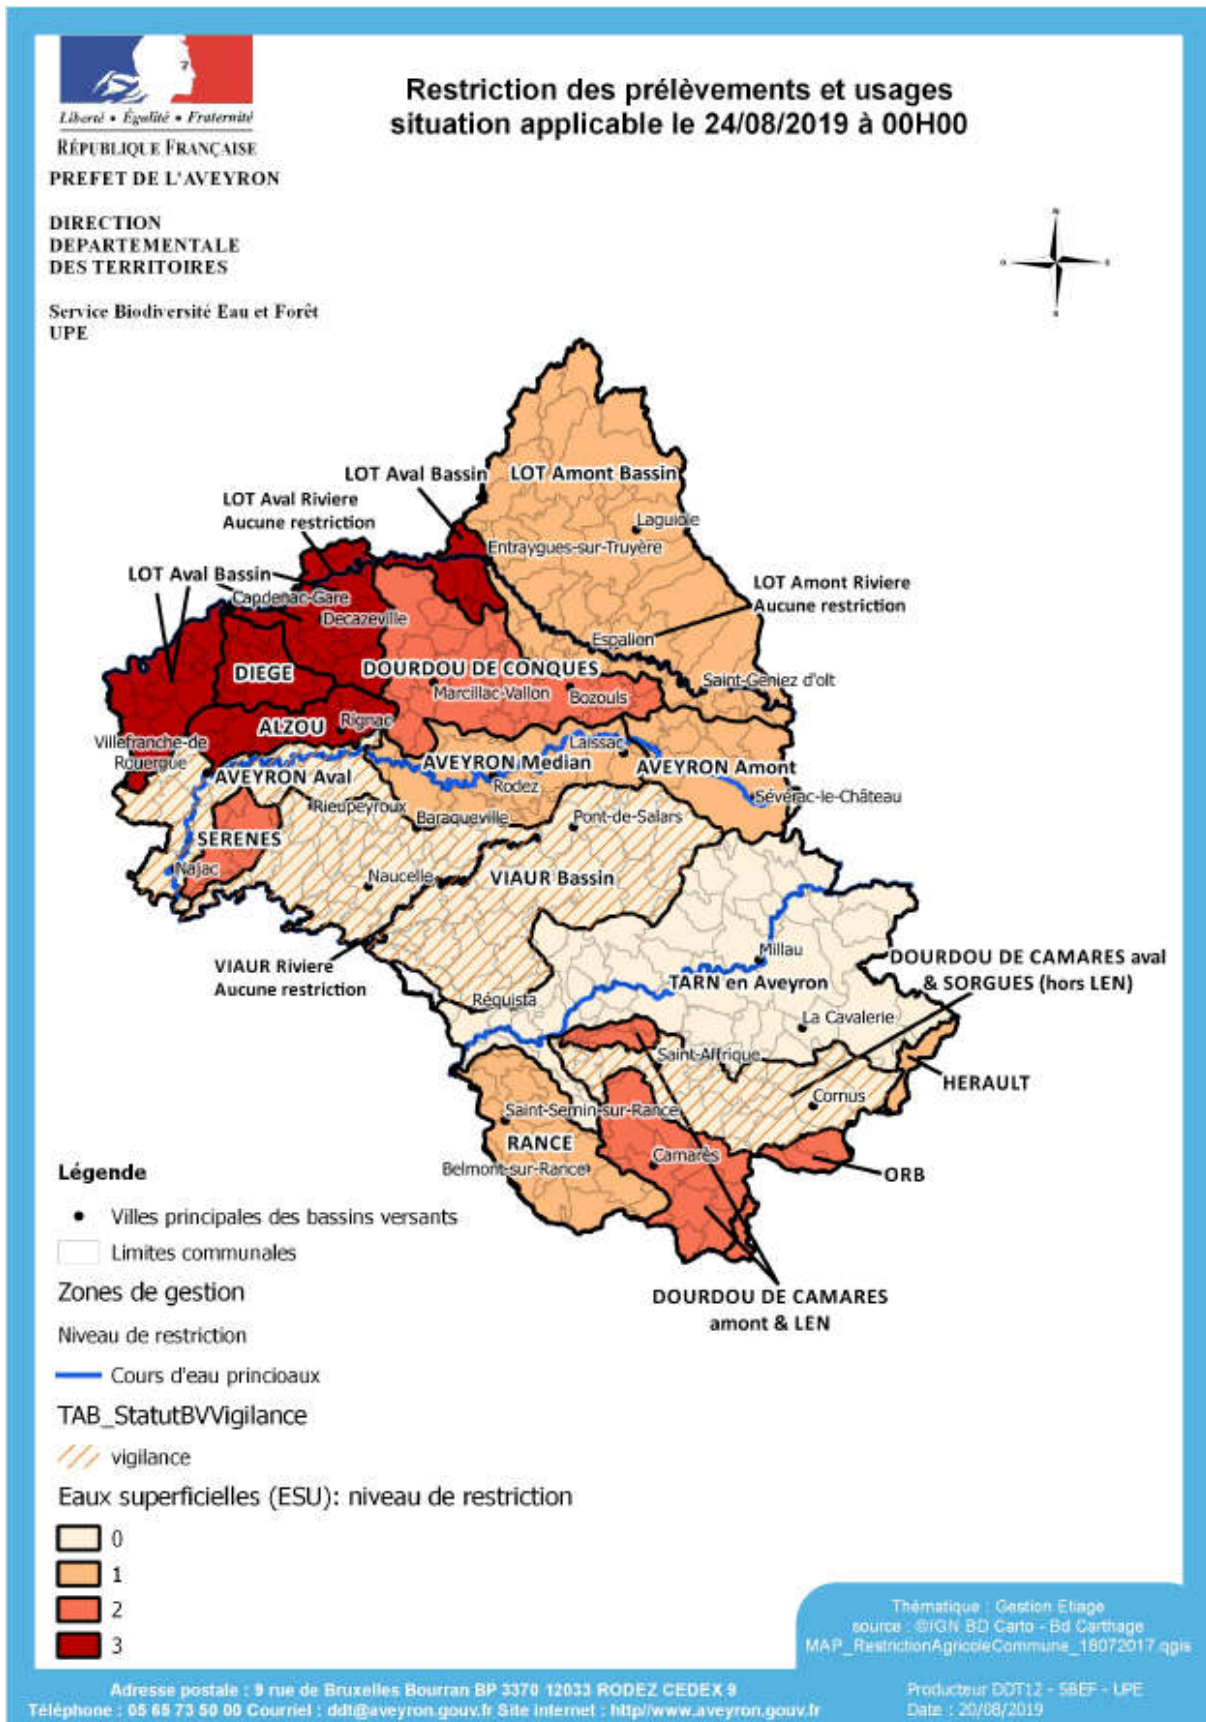 Liberté • Égalité • Fraternité
RÉPUBLIQUE FRANÇAISE
PREFET DE L'AVEYRON
DIRECTION
DEPARTEMENTALE
DES TERRITOIRES
Service Biodiversité Eau et Forêt
UPE
Restriction des prélèvements et usages
situation applicable le 24/08/2019 à 00H00
N
O
E
S
LOT Aval Bassin
LOT Amont Bassin
LOT Aval Riviere
Aucune restriction
Laguiole
Entraygues-sur-Truyère
LOT Aval Bassin
Capdenac-Gare
Decazeville
LOT Amont Riviere
Aucune restriction
Espalion
DIEGE
DOURDOU DE CONQUES
Marcillac-Vallon
Bozouls
Saint-Geniez d'olt
ALZOU
Rignac
Villefranche-de
Rouergue
AVEYRON Aval
AVEYRON Median
Laissac
AVEYRON Amont
Rodez
Sévérac-le-Château
Rieupeyroux
Baraqueville
Pont-de-Salars
SERENES
Najac
Naucelle
VIAUR Bassin
VIAUR Riviere
Aucune restriction
Millau
DOURDOU DE CAMARES aval
& SORGUES (hors LEN)
TARN en Aveyron
Réquista
La Cavalerie
Saint-Affrique
HERAULT
Cornus
Saint-Sernin-sur-Rance
RANCE
Camarès
Belmont-sur-Rance
ORB
DOURDOU DE CAMARES
amont & LEN
Légende
Villes principales des bassins versants
Limites communales
Zones de gestion
Niveau de restriction
Cours d'eau princioaux
TAB_StatutBVVigilance
vigilance
Eaux superficielles (ESU): niveau de restriction
0
1
2
3
Thématique : Gestion Etiage
source : ©IGN BD Carto - Bd Carthage
MAP_RestrictionAgricoleCommune_18072017.qgis
Adresse postale : 9 rue de Bruxelles Bourran BP 3370 12033 RODEZ CEDEX 9
Téléphone : 05 65 73 50 00 Courriel : ddt@aveyron.gouv.fr Site internet : http//www.aveyron.gouv.fr
Producteur DDT12 - SBEF - UPE
Date : 20/08/2019